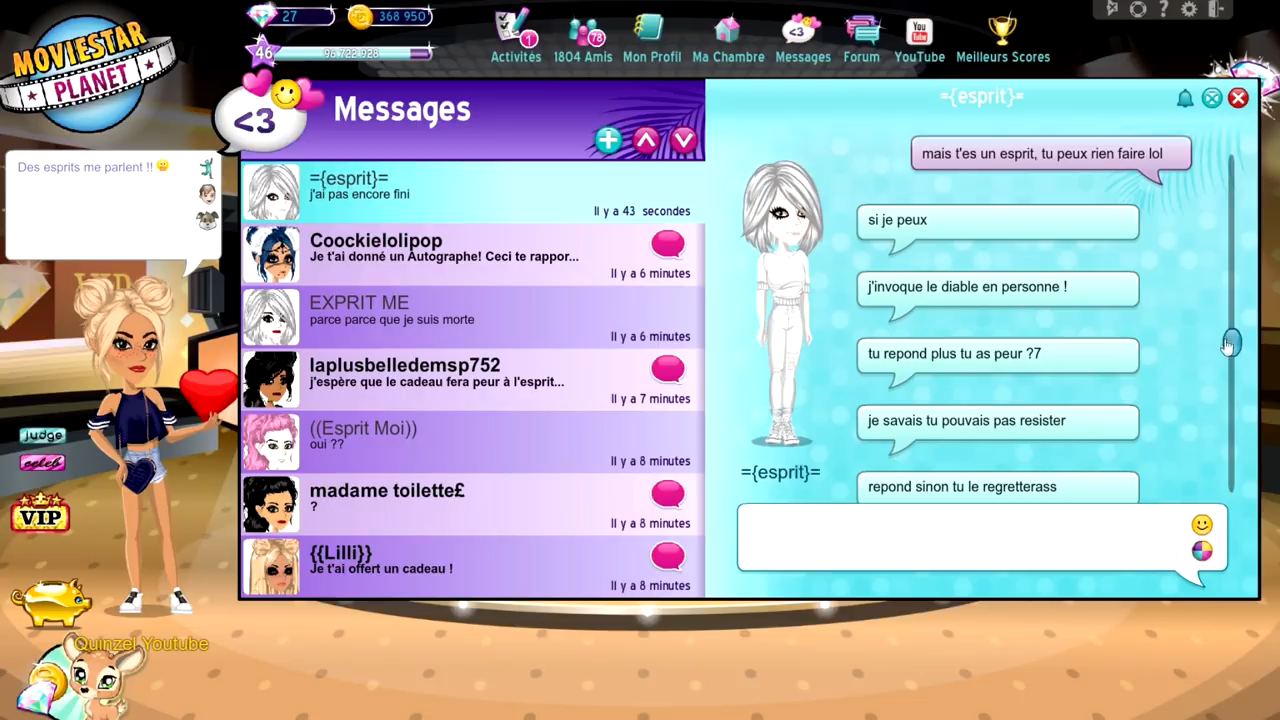 MOVIESTAR
PLANET
27
368 950
46
96 722 928
1
Activités
78
1804 Amis
Mon Profil
Ma Chambre
<3
Messages
Forum
You
Tube
YouTube
Meilleurs Scores
Des esprits me parlent !!
judge
celeb
VIP
Quinzel Youtube
VIP
<3
Messages
={esprit}=
j'ai pas encore fini
Il y a 43 secondes
Coockielolipop
Je t'ai donné un Autographe! Ceci te rappor...
Il y a 6 minutes
EXPRIT ME
parce parce que je suis morte
Il y a 6 minutes
laplusbelledemsp752
j'espère que le cadeau fera peur à l'esprit...
Il y a 7 minutes
((Esprit Moi))
oui ??
Il y a 8 minutes
madame toilette£
?
Il y a 8 minutes
{{Lilli}}
Je t'ai offert un cadeau !
Il y a 8 minutes
={esprit}=
mais t'es un esprit, tu peux rien faire lol
si je peux
j'invoque le diable en personne !
tu repond plus tu as peur ?7
je savais tu pouvais pas resister
repond sinon tu le regretterass
={esprit}=